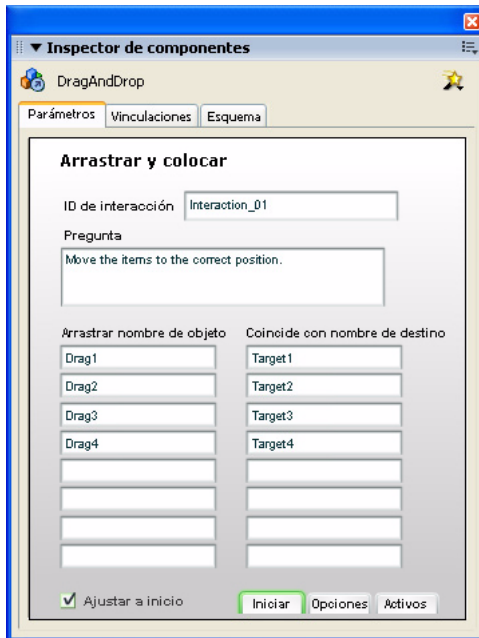 Inspector de componentes
DragAndDrop
Parámetros Vinculaciones Esquema
Arrastrar y colocar
ID de interacción Interaction_01
Pregunta
Move the items to the correct position.
Arrastrar nombre de objeto Coincide con nombre de destino
Drag1 Target1
Drag2 Target2
Drag3 Target3
Drag4 Target4
Ajustar a inicio Iniciar Opciones Activos